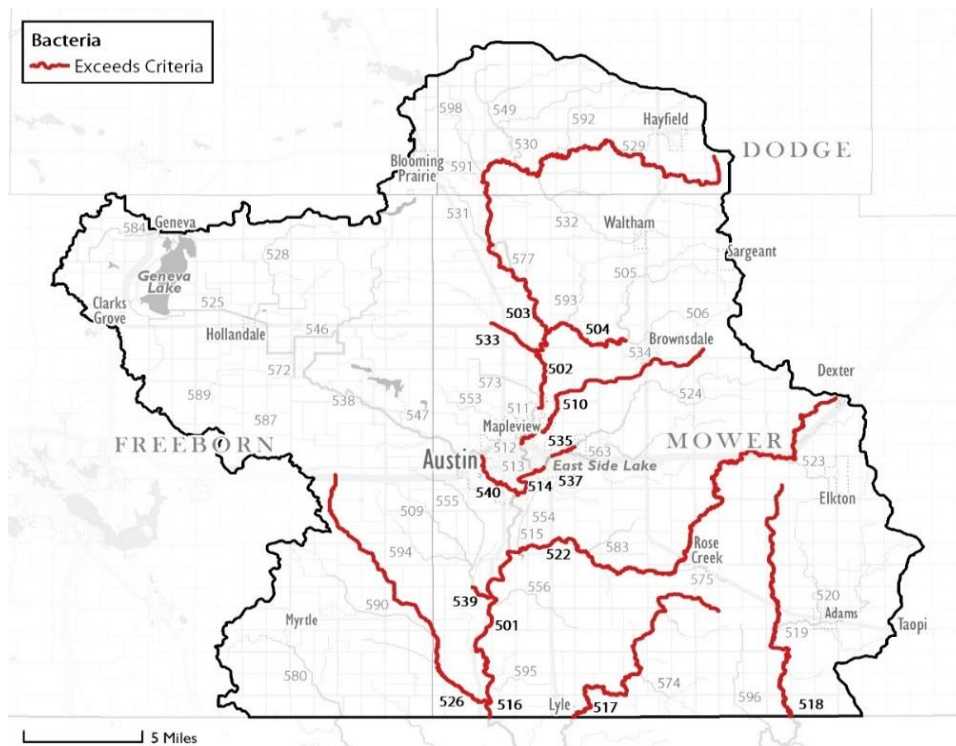 Bacteria
Exceeds Criteria
598
549
592
Hayfield
530
529
DODGE
Blooming
Prairie
591
531
532
Waltham
584
Geneva
577
Sargeant
528
Geneva
Lake
505
525
593
Clarks
Grove
503
504
506
Hollandale
546
533
534
Brownsdale
502
572
573
Dexter
589
538
553
510
524
547
511
587
Mapleview
FREEBORN
512
535
MOWER
563
Austin
513
East Side Lake
523
514
537
540
Elkton
555
509
554
515
594
522
583
Rose
Creek
575
539
556
590
520
Myrtle
501
Adams
519
Taopi
595
580
574
526
516
Lyle
517
596
518
5 Miles